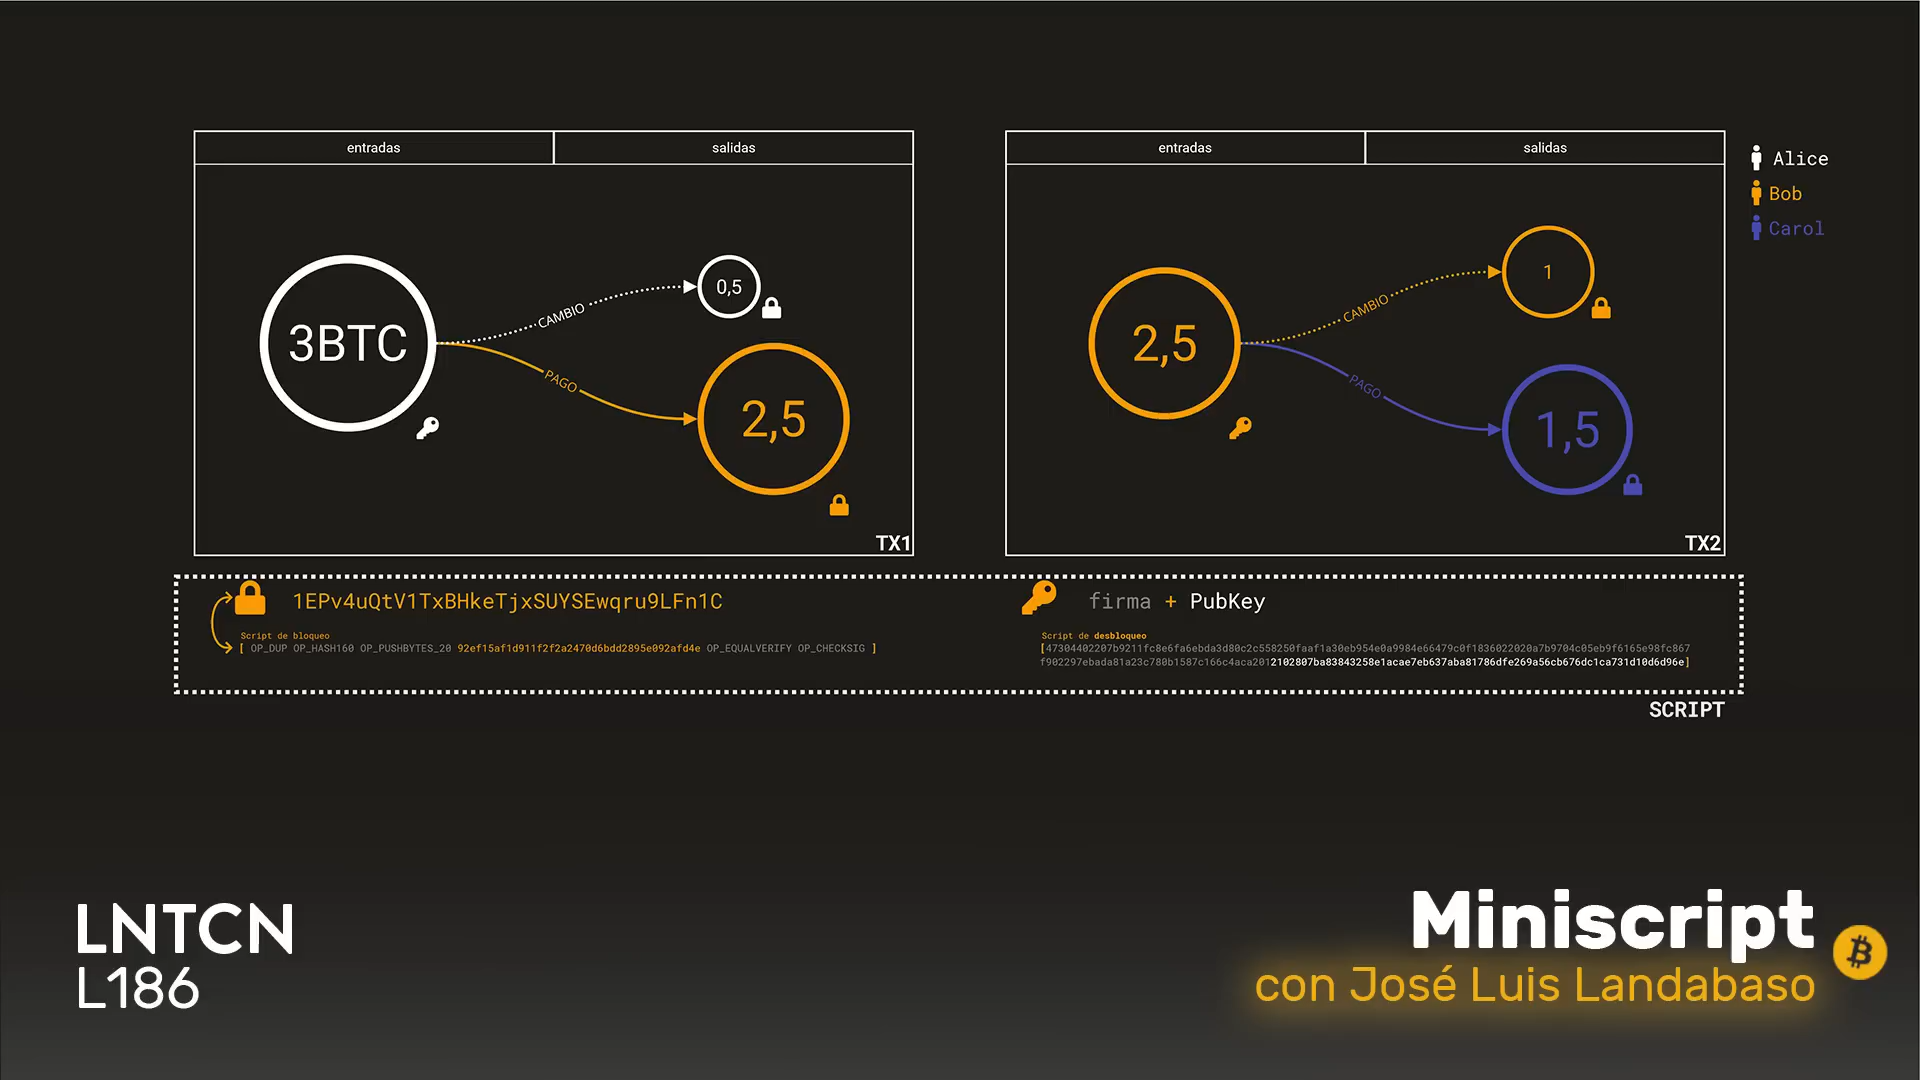 entradas
salidas
3BTC
CAMBIO
0,5
PAGO
2,5
TX1
entradas
salidas
2,5
CAMBIO
1
PAGO
1,5
TX2
Alice
Bob
Carol
1EPv4uQtV1TxBHkeTjxSUYSEwqru9LFn1C
Script de bloqueo
[ OP_DUP OP_HASH160 OP_PUSHBYTES_20 92ef15af1d911f2f2a2470d6bdd2895e092afd4e OP_EQUALVERIFY OP_CHECKSIG ]
firma + PubKey
Script de desbloqueo
[47304402207b9211fc8e6fa6ebda3d80c2c558250faaf1a30eb954e0a9984e66479c0f1836022020a7b9704c05eb9f6165e98fc867
f902297ebada81a23c780b1587c166c4aca2012102807ba83843258e1acae7eb637aba81786dfe269a56cb676dc1ca731d10d6d96e]
SCRIPT
LNTCN
L186
Miniscript
con José Luis Landabaso